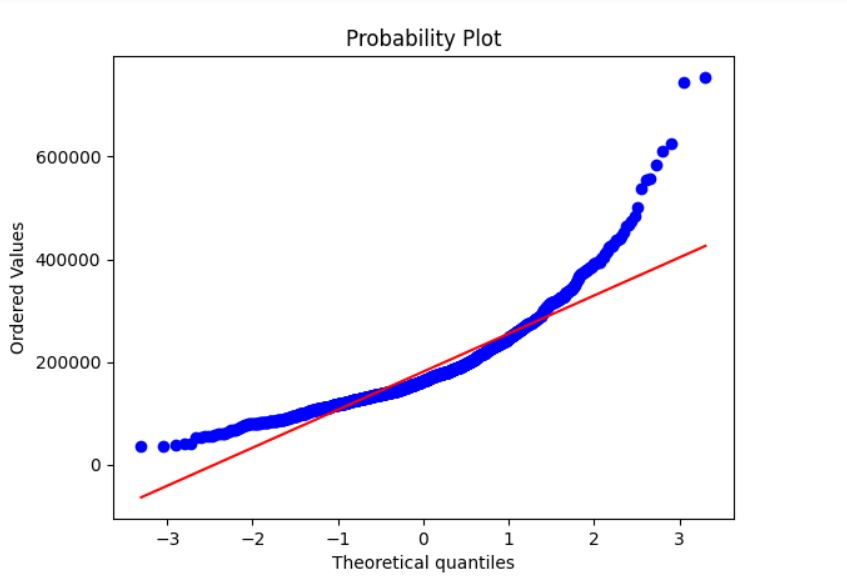 Probability Plot
600000
400000
200000
0
Ordered Values
−3 −2 −1 0 1 2 3
Theoretical quantiles